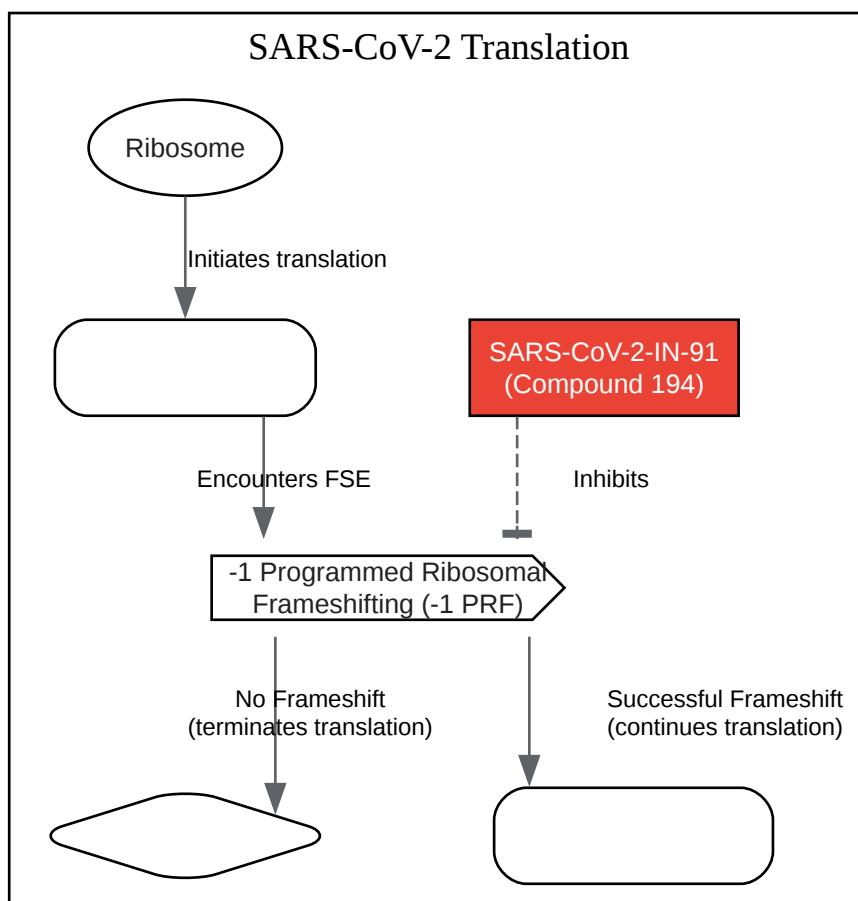 SARS-CoV-2 Translation
Ribosome
Initiates translation
SARS-CoV-2-IN-91
(Compound 194)
Encounters FSE
Inhibits
-1 Programmed Ribosomal
Frameshifting (-1 PRF)
No Frameshift
(terminates translation)
Successful Frameshift
(continues translation)